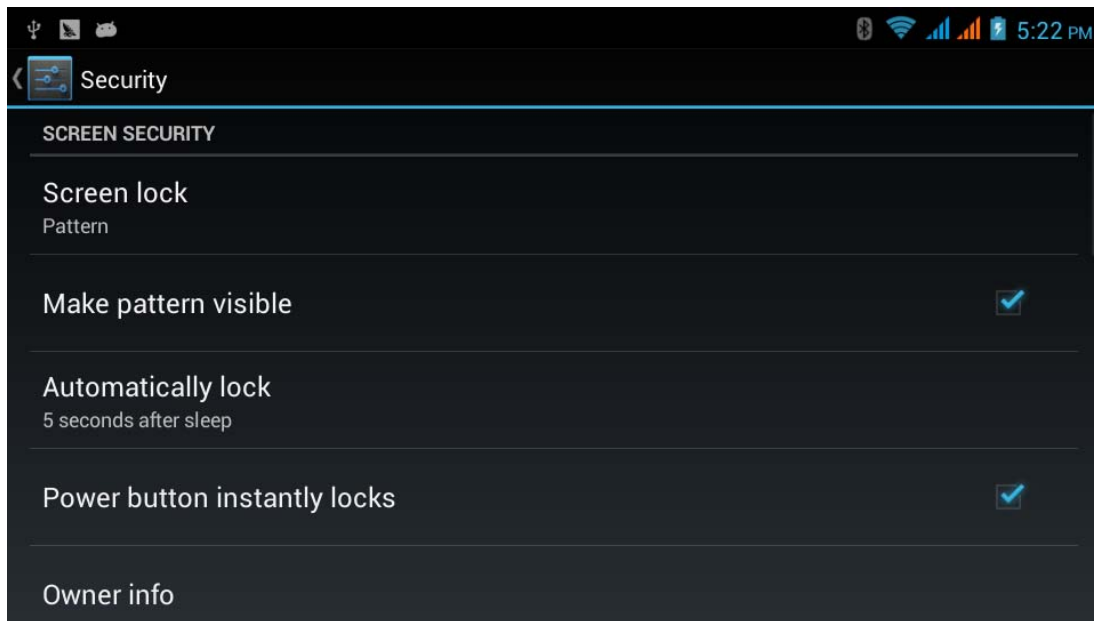 5:22 PM
Security
SCREEN SECURITY
Screen lock
Pattern
Make pattern visible
Automatically lock
5 seconds after sleep
Power button instantly locks
Owner info